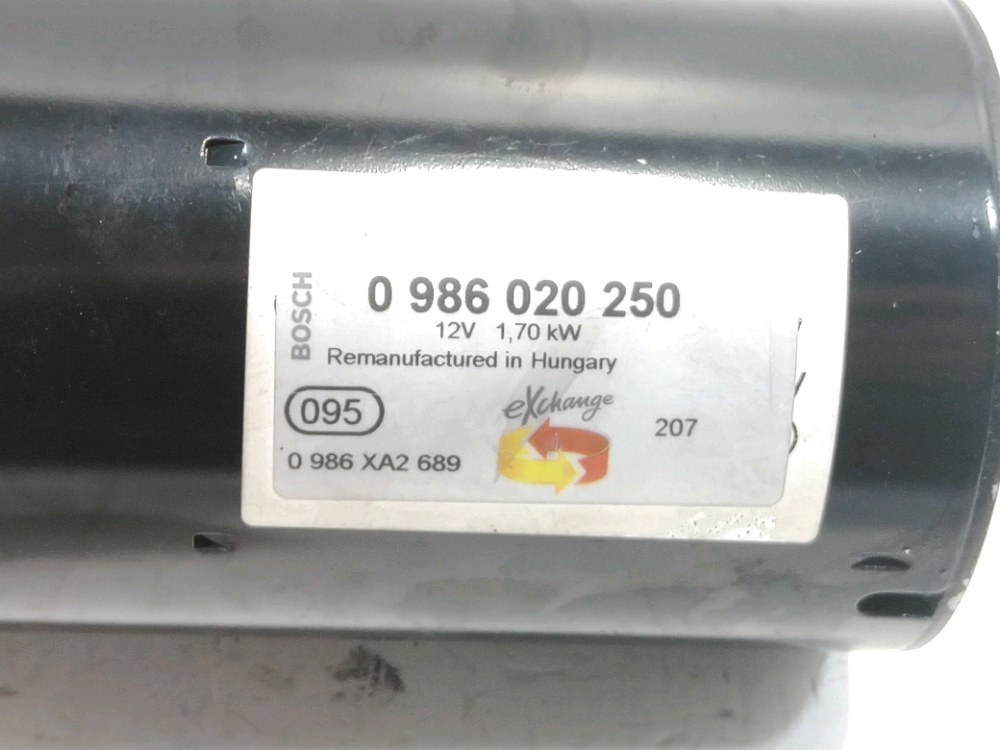 BOSCH
0 986 020 250
12V 1,70 kW
Remanufactured in Hungary
095
eXchange
207
0 986 XA2 689